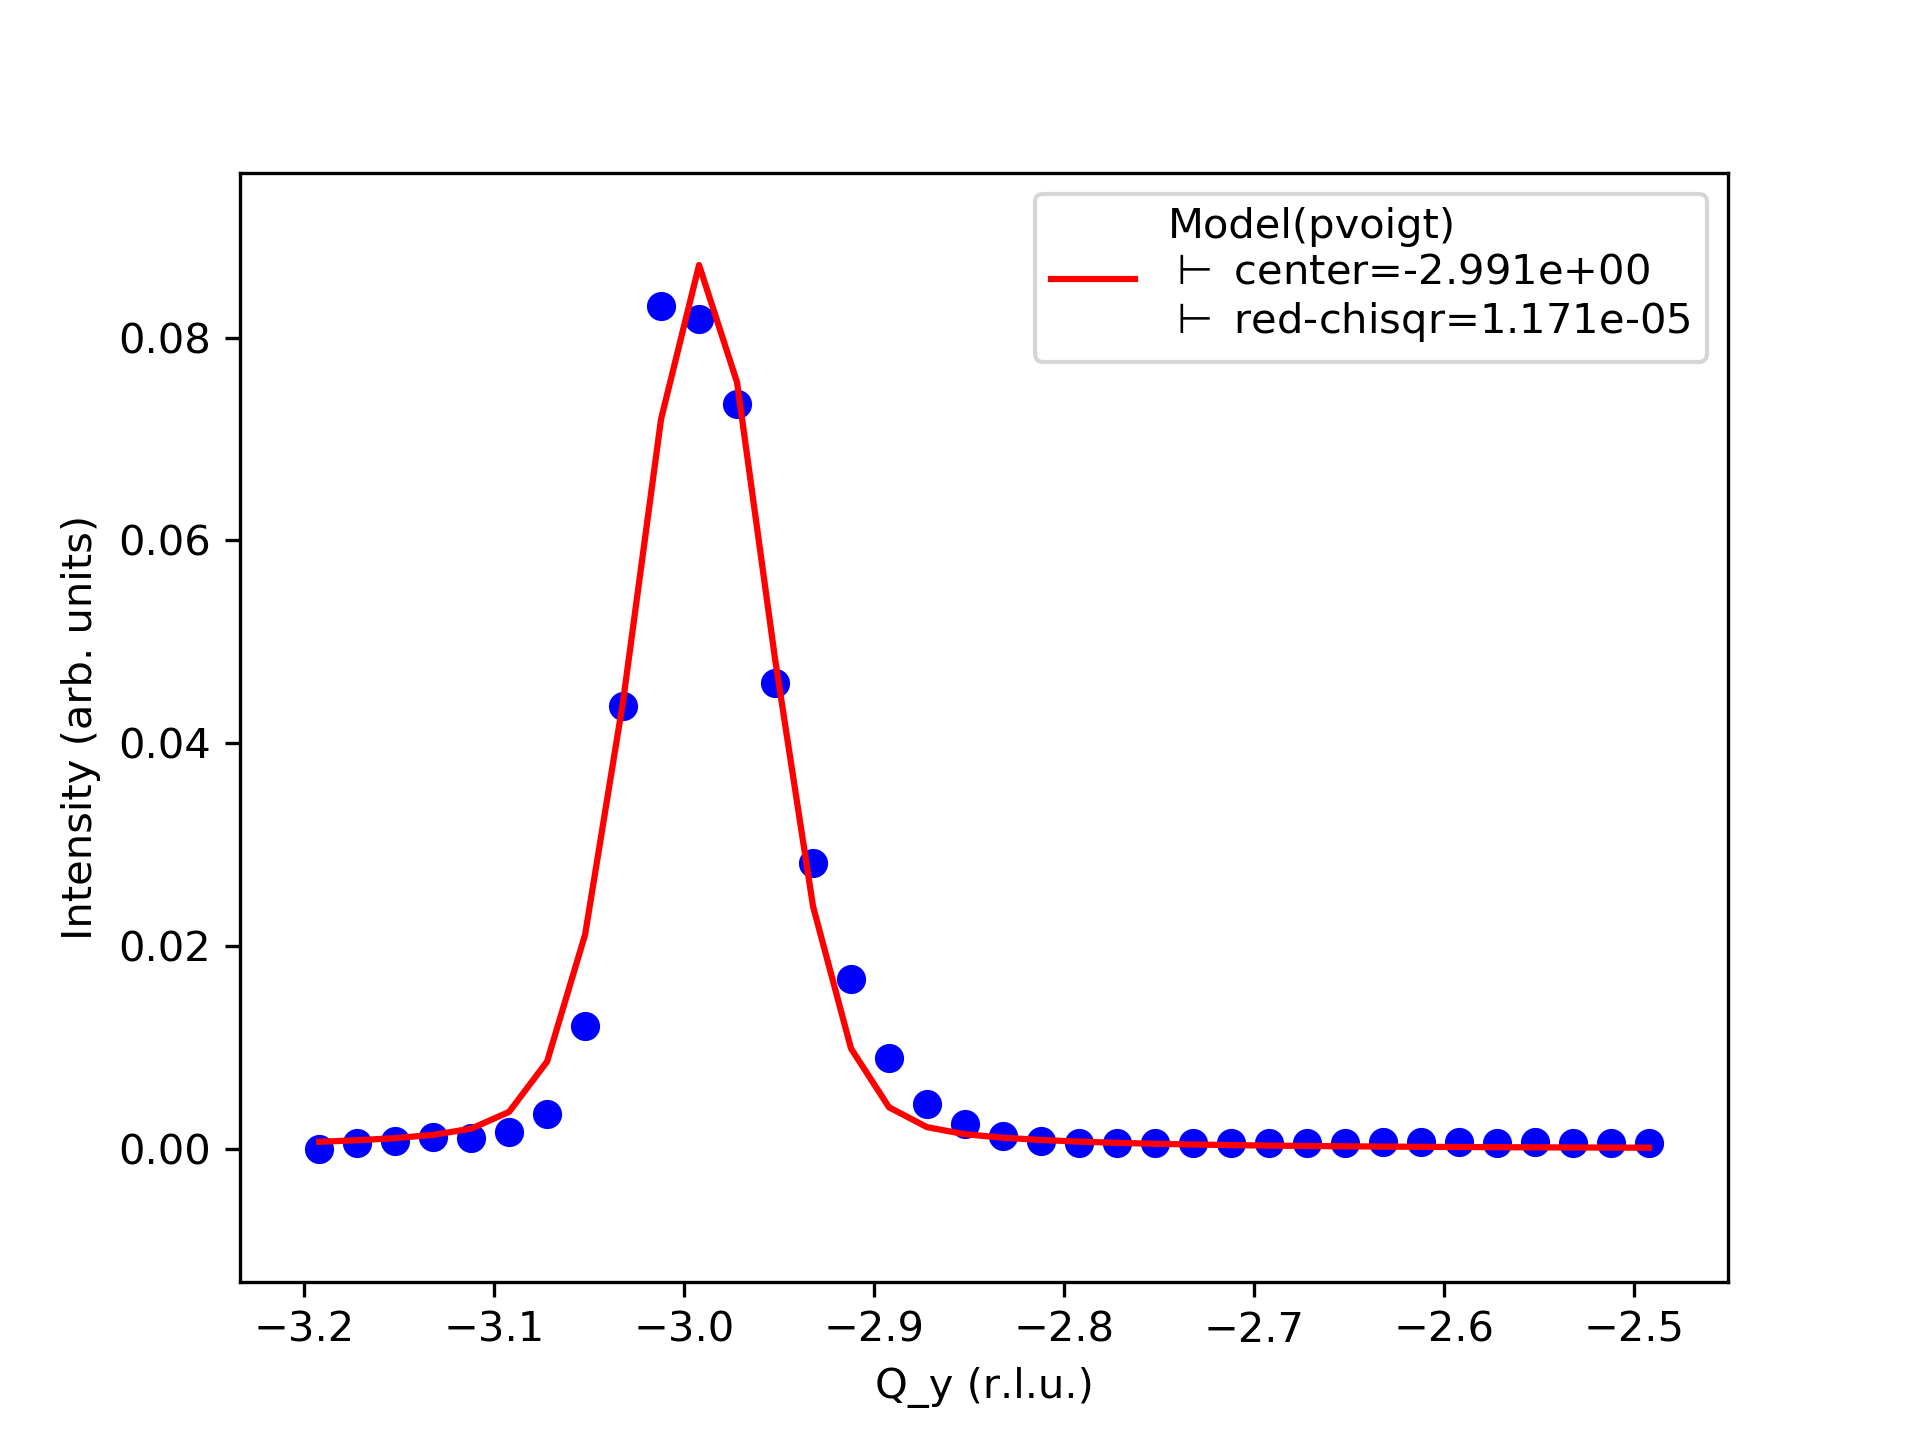 Model(pvoigt)
⊢ center=-2.991e+00
⊢ red-chisqr=1.171e-05
Intensity (arb. units)
0.08
0.06
0.04
0.02
0.00
−3.2 −3.1 −3.0 −2.9 −2.8 −2.7 −2.6 −2.5
Q_y (r.l.u.)